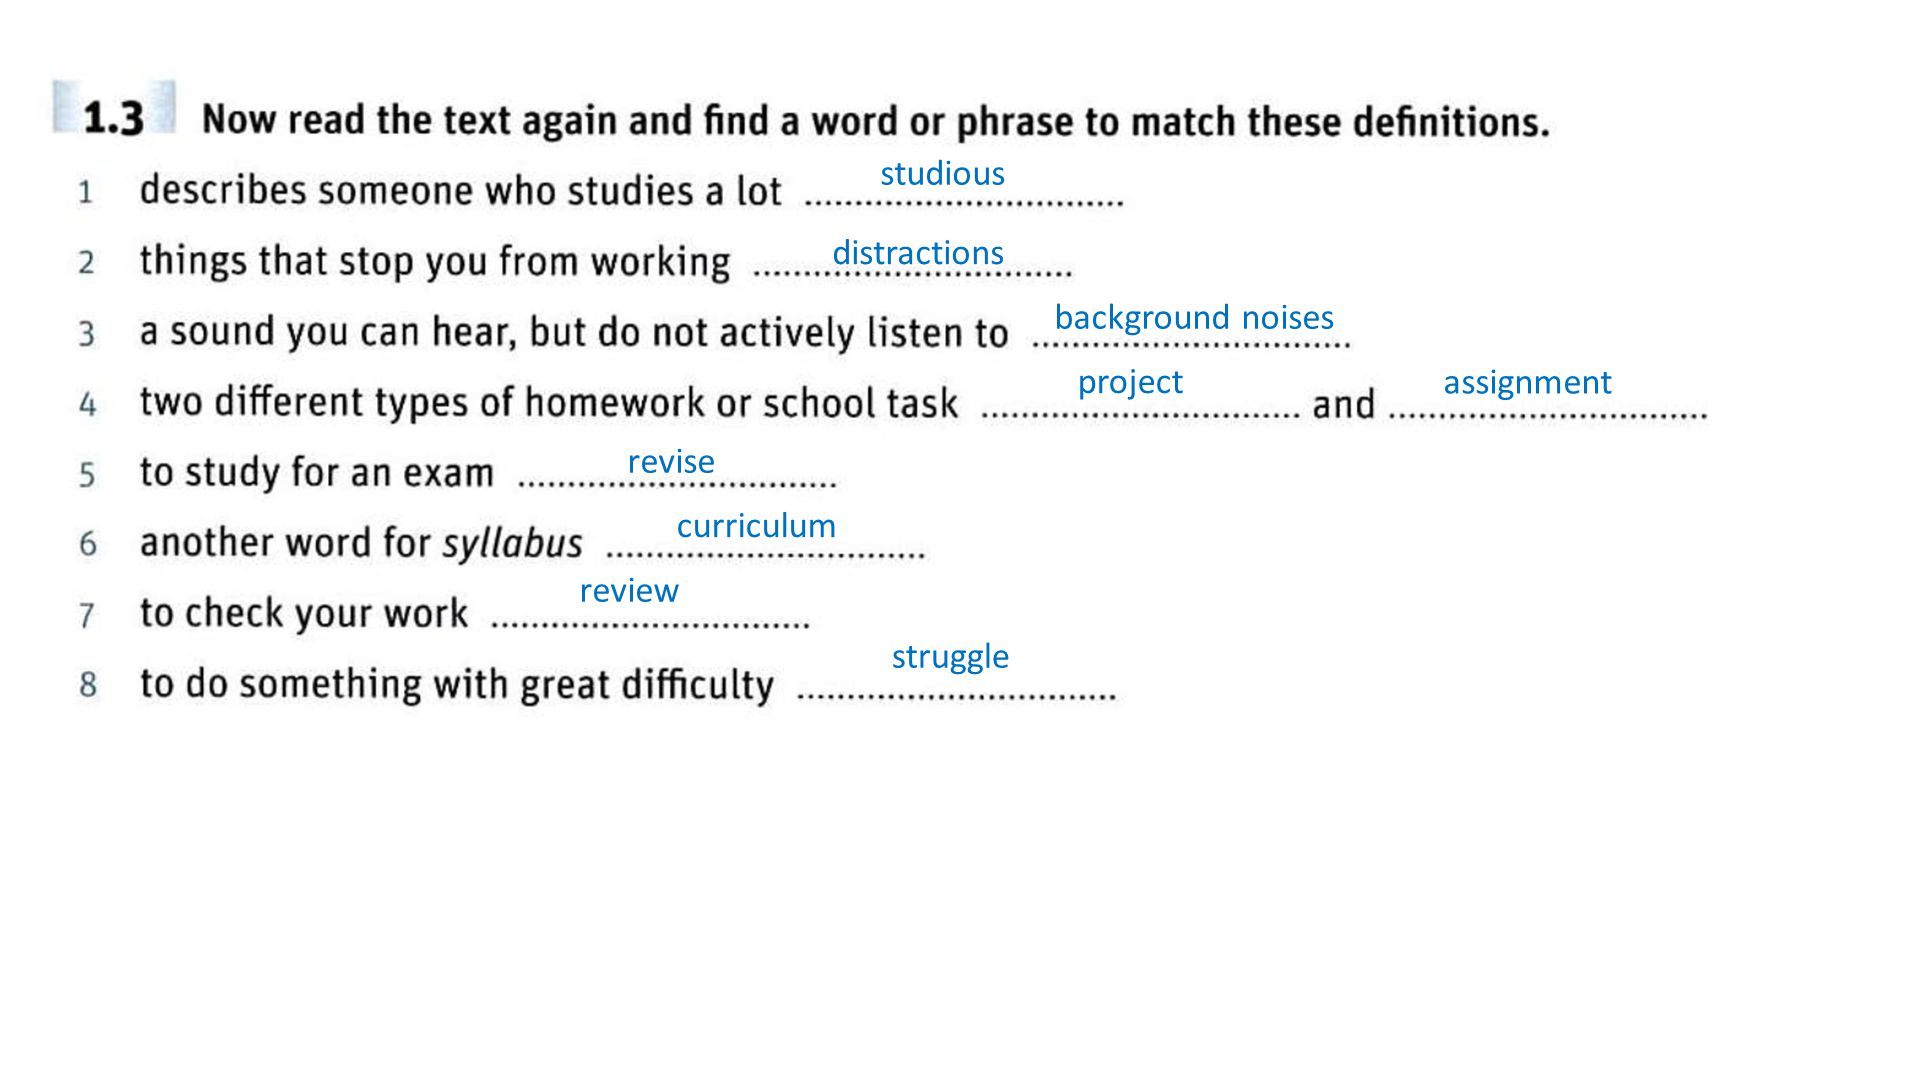 1.3 Now read the text again and find a word or phrase to match these definitions.
1 describes someone who studies a lot ................................ studious
2 things that stop you from working ................................ distractions
3 a sound you can hear, but do not actively listen to ................................ background noises
4 two different types of homework or school task ................................ project and ................................ assignment
5 to study for an exam ................................ revise
6 another word for syllabus ................................ curriculum
7 to check your work ................................ review
8 to do something with great difficulty ................................ struggle